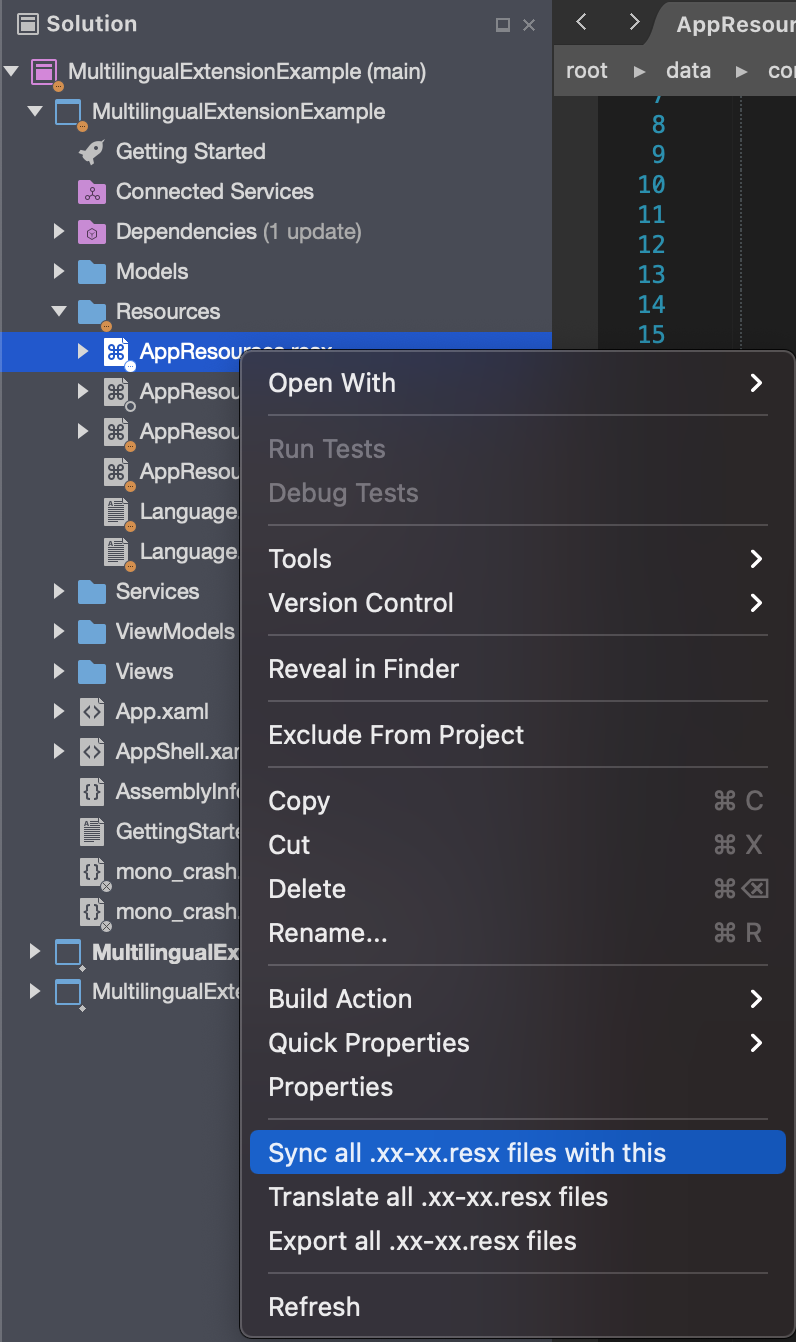 Solution
MultilingualExtensionExample (main)
MultilingualExtensionExample
Getting Started
Connected Services
Dependencies (1 update)
Models
Resources
AppResources.resx
AppResou
AppResou
AppResou
Language.
Language.
Services
ViewModels
Views
App.xaml
AppShell.xam
AssemblyInfo
GettingStarte
mono_crash.
mono_crash.
MultilingualEx
MultilingualExte
AppResour
root ▸ data ▸ co
7
8
9
10
11
12
13
14
15
Open With
Run Tests
Debug Tests
Tools
Version Control
Reveal in Finder
Exclude From Project
Copy ⌘ C
Cut ⌘ X
Delete ⌘⌫
Rename... ⌘ R
Build Action
Quick Properties
Properties
Sync all .xx-xx.resx files with this
Translate all .xx-xx.resx files
Export all .xx-xx.resx files
Refresh